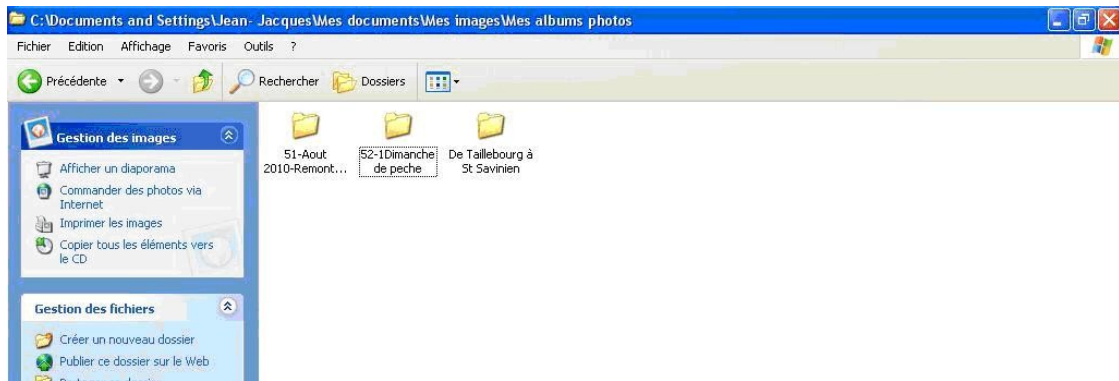 C:\Documents and Settings\Jean- Jacques\Mes documents\Mes images\Mes albums photos
Fichier Edition Affichage Favoris Outils ?
Précédente Rechercher Dossiers
Gestion des images
Afficher un diaporama
Commander des photos via
Internet
Imprimer les images
Copier tous les éléments vers
le CD
Gestion des fichiers
Créer un nouveau dossier
Publier ce dossier sur le Web
51-Aout
2010-Remont...
52-1Dimanche
de peche
De Taillebourg à
St Savinien